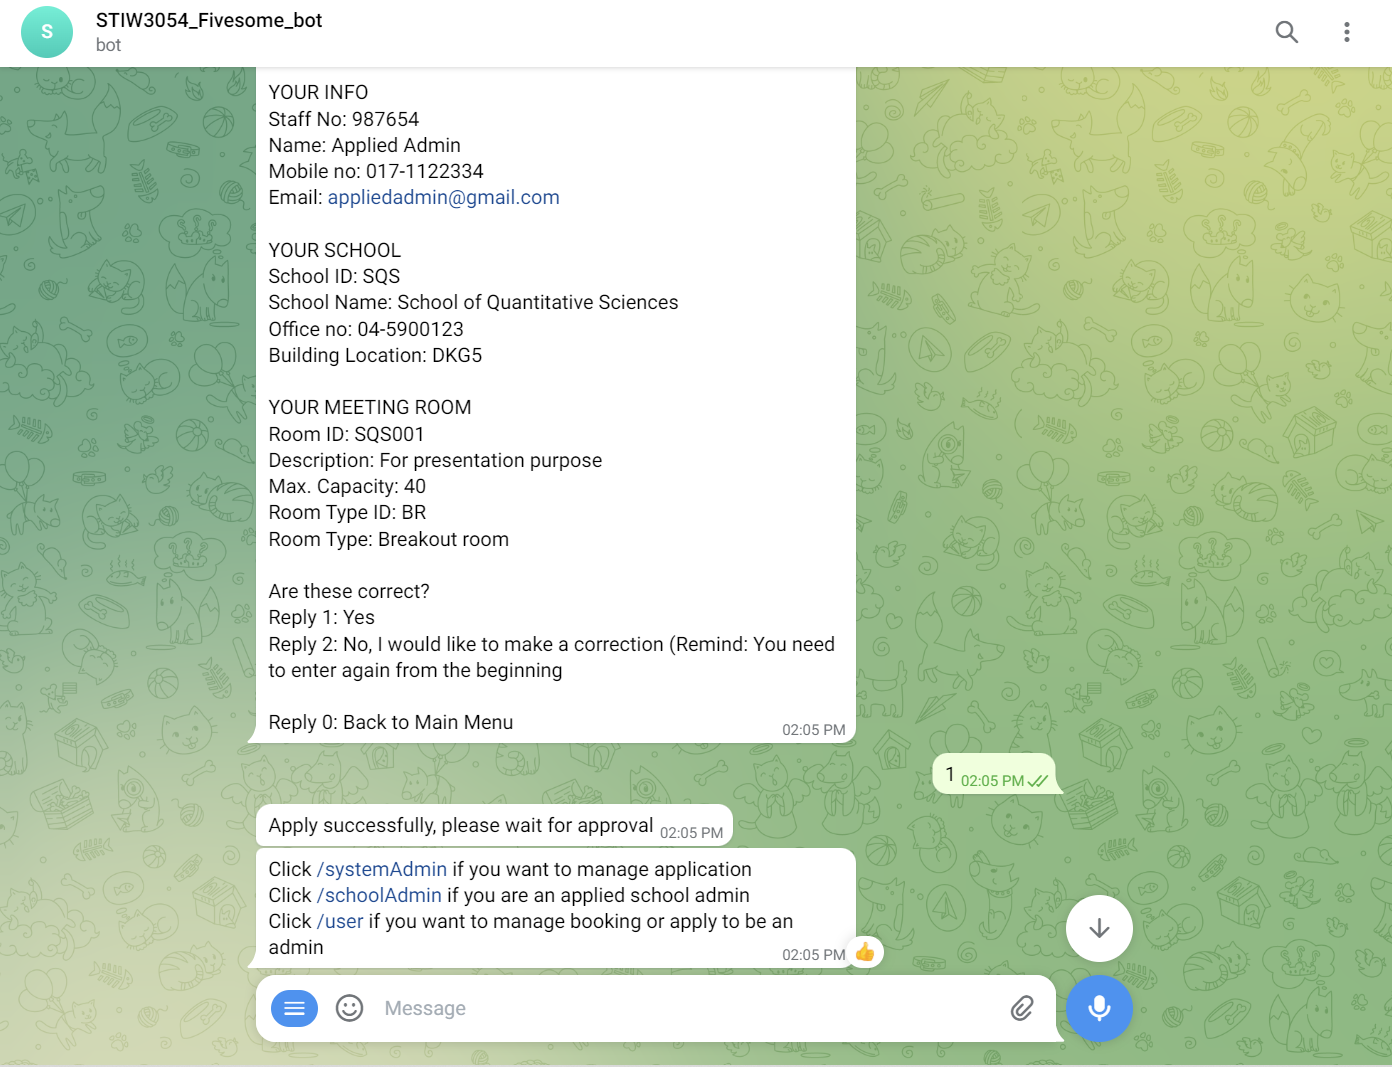 S
STIW3054_Fivesome_bot
bot
YOUR INFO
Staff No: 987654
Name: Applied Admin
Mobile no: 017-1122334
Email: appliedadmin@gmail.com
YOUR SCHOOL
School ID: SQS
School Name: School of Quantitative Sciences
Office no: 04-5900123
Building Location: DKG5
YOUR MEETING ROOM
Room ID: SQS001
Description: For presentation purpose
Max. Capacity: 40
Room Type ID: BR
Room Type: Breakout room
Are these correct?
Reply 1: Yes
Reply 2: No, I would like to make a correction (Remind: You need
to enter again from the beginning
Reply 0: Back to Main Menu
02:05 PM
1 02:05 PM
Apply successfully, please wait for approval 02:05 PM
Click /systemAdmin if you want to manage application
Click /schoolAdmin if you are an applied school admin
Click /user if you want to manage booking or apply to be an
admin
02:05 PM
Message